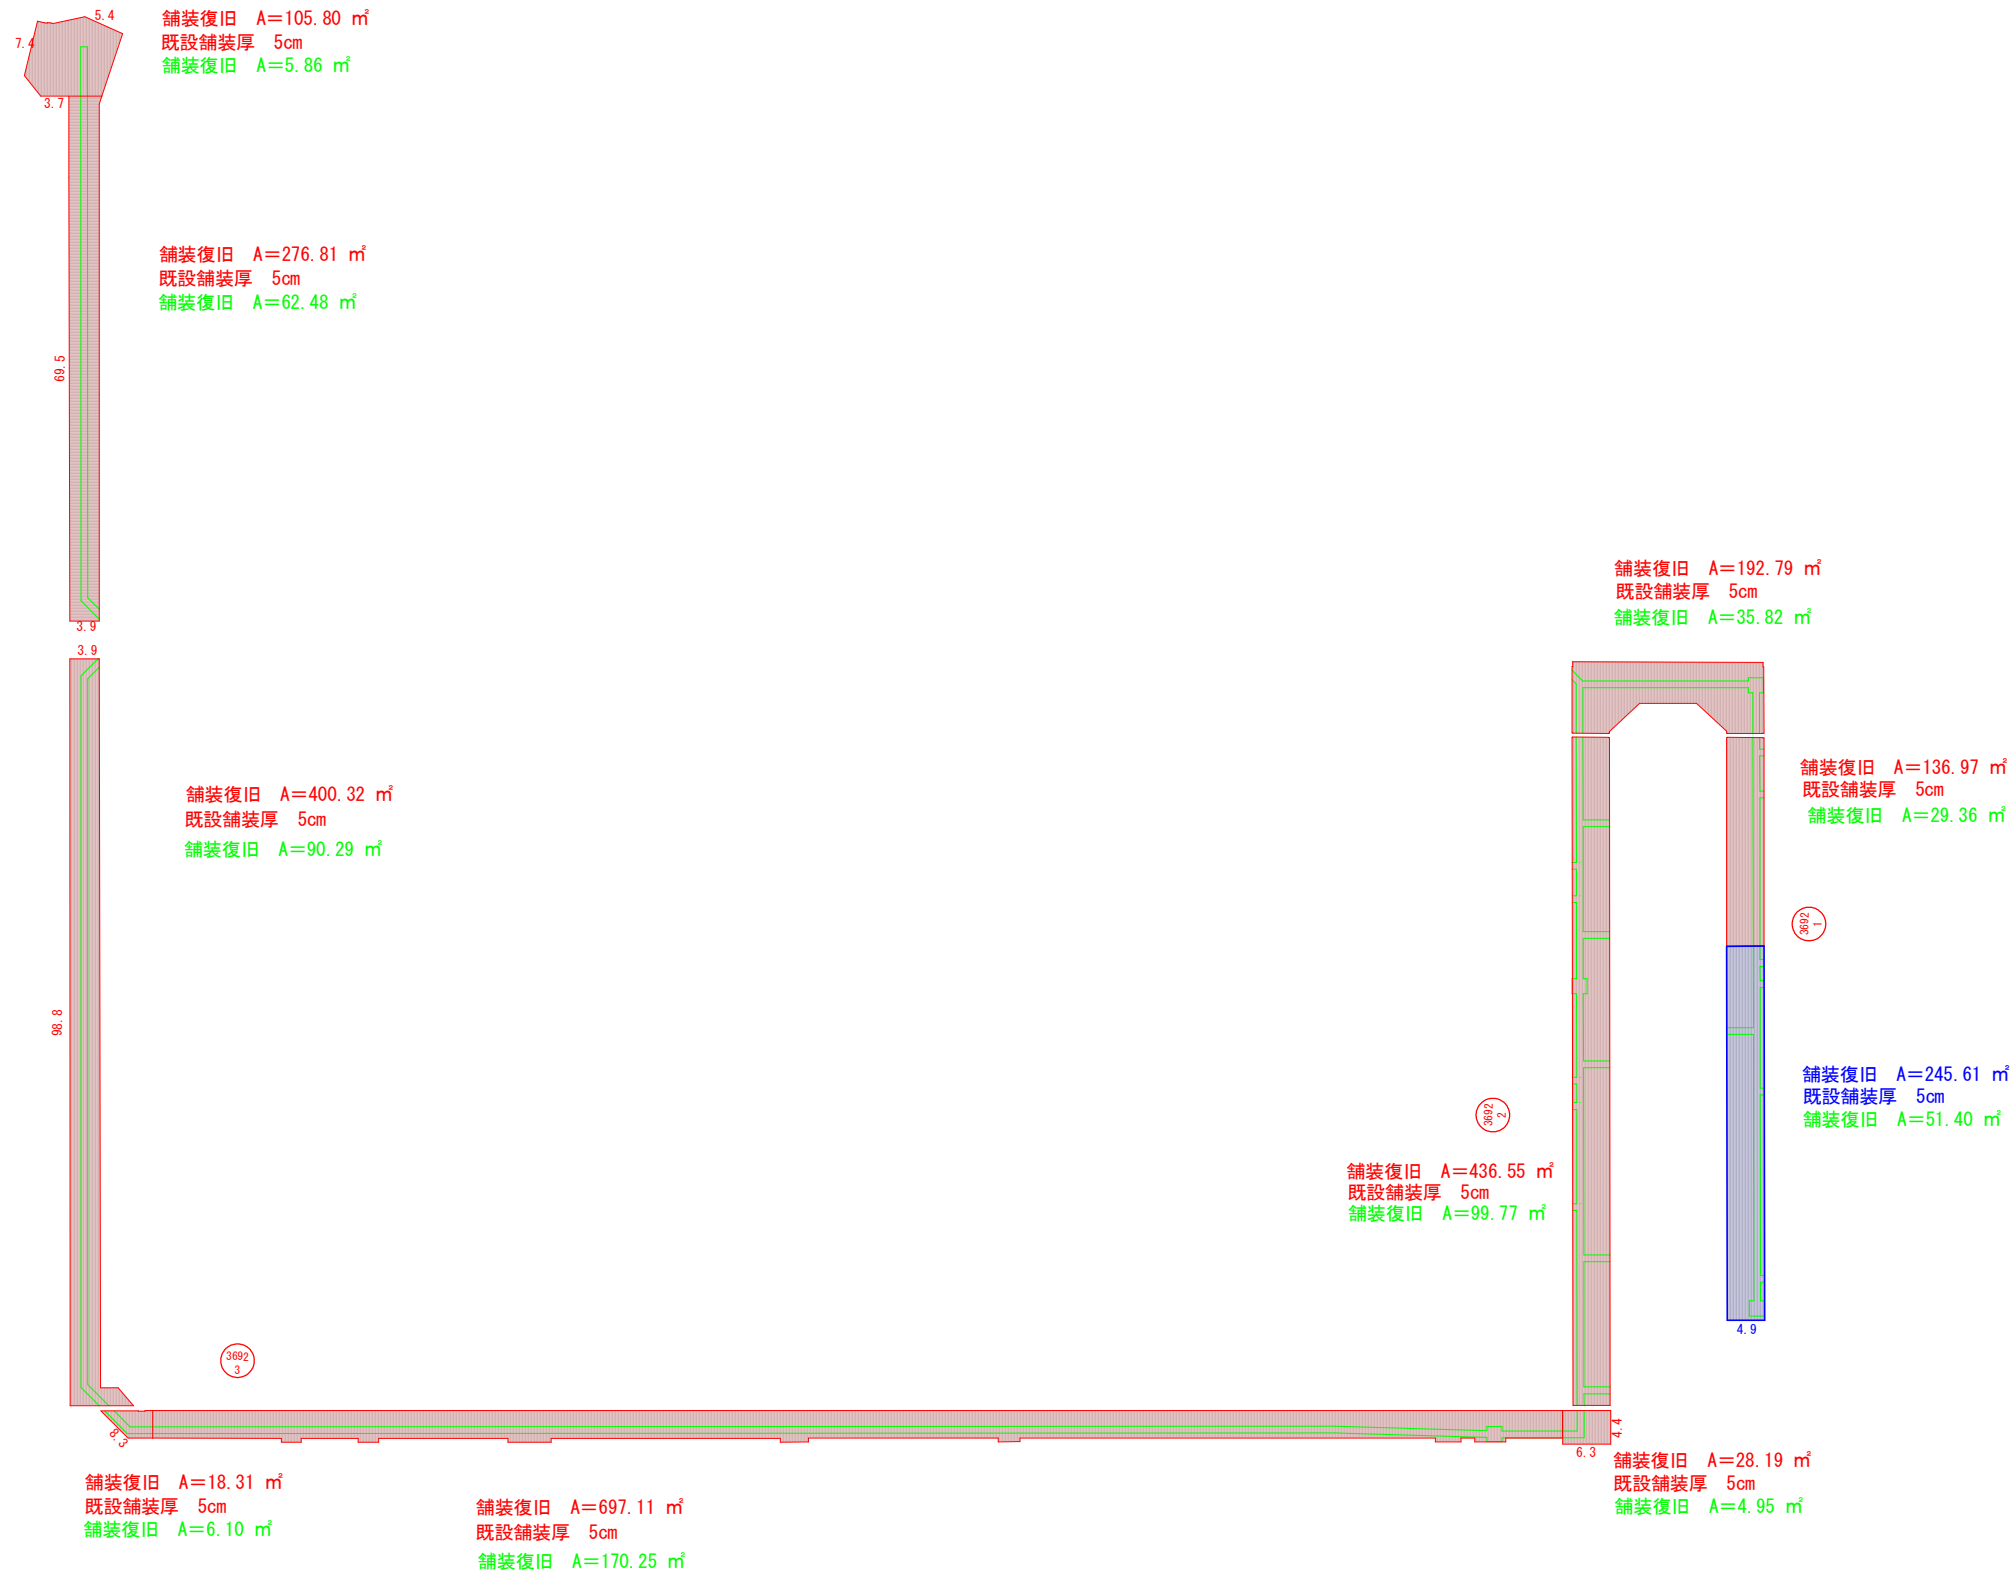 5.4
舗装復旧　A＝105.80 ㎡
7.4
既設舗装厚　5cm
舗装復旧　A＝5.86 ㎡
3.7
舗装復旧　A＝276.81 ㎡
既設舗装厚　5cm
舗装復旧　A＝62.48 ㎡
69.5
3.9
3.9
舗装復旧　A＝192.79 ㎡
既設舗装厚　5cm
舗装復旧　A＝35.82 ㎡
舗装復旧　A＝136.97 ㎡
既設舗装厚　5cm
舗装復旧　A＝29.36 ㎡
舗装復旧　A＝400.32 ㎡
既設舗装厚　5cm
舗装復旧　A＝90.29 ㎡
3692
1
98.8
舗装復旧　A＝245.61 ㎡
既設舗装厚　5cm
舗装復旧　A＝51.40 ㎡
3692
2
舗装復旧　A＝436.55 ㎡
既設舗装厚　5cm
舗装復旧　A＝99.77 ㎡
4.9
3692
3
8.3
4.4
6.3
舗装復旧　A＝28.19 ㎡
既設舗装厚　5cm
舗装復旧　A＝4.95 ㎡
舗装復旧　A＝18.31 ㎡
既設舗装厚　5cm
舗装復旧　A＝6.10 ㎡
舗装復旧　A＝697.11 ㎡
既設舗装厚　5cm
舗装復旧　A＝170.25 ㎡